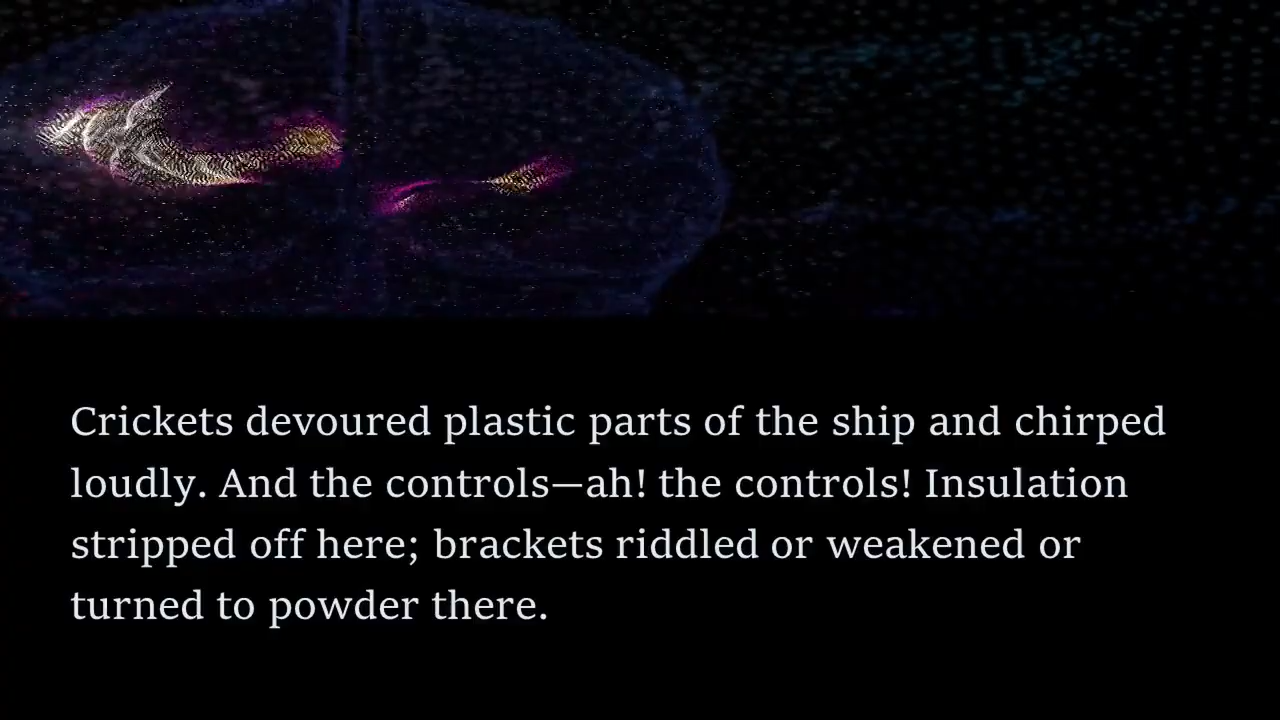 Crickets devoured plastic parts of the ship and chirped
loudly. And the controls—ah! the controls! Insulation
stripped off here; brackets riddled or weakened or
turned to powder there.